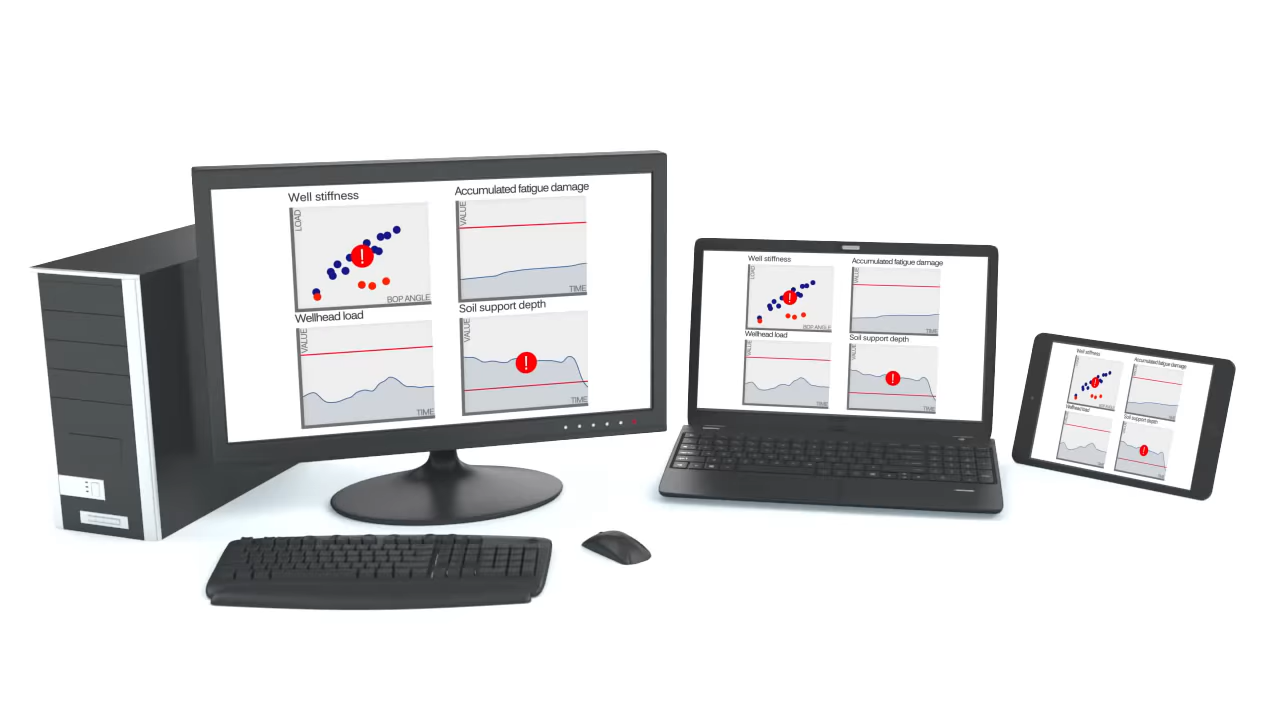 Well stiffness
LOAD
BOP ANGLE
Accumulated fatigue damage
VALUE
TIME
Wellhead load
VALUE
TIME
Soil support depth
VALUE
TIME
Well stiffness
LOAD
BOP ANGLE
Accumulated fatigue damage
VALUE
TIME
Wellhead load
VALUE
TIME
Soil support depth
VALUE
TIME
Well stiffness
Accumulated fatigue damage
Wellhead load
Soil support depth